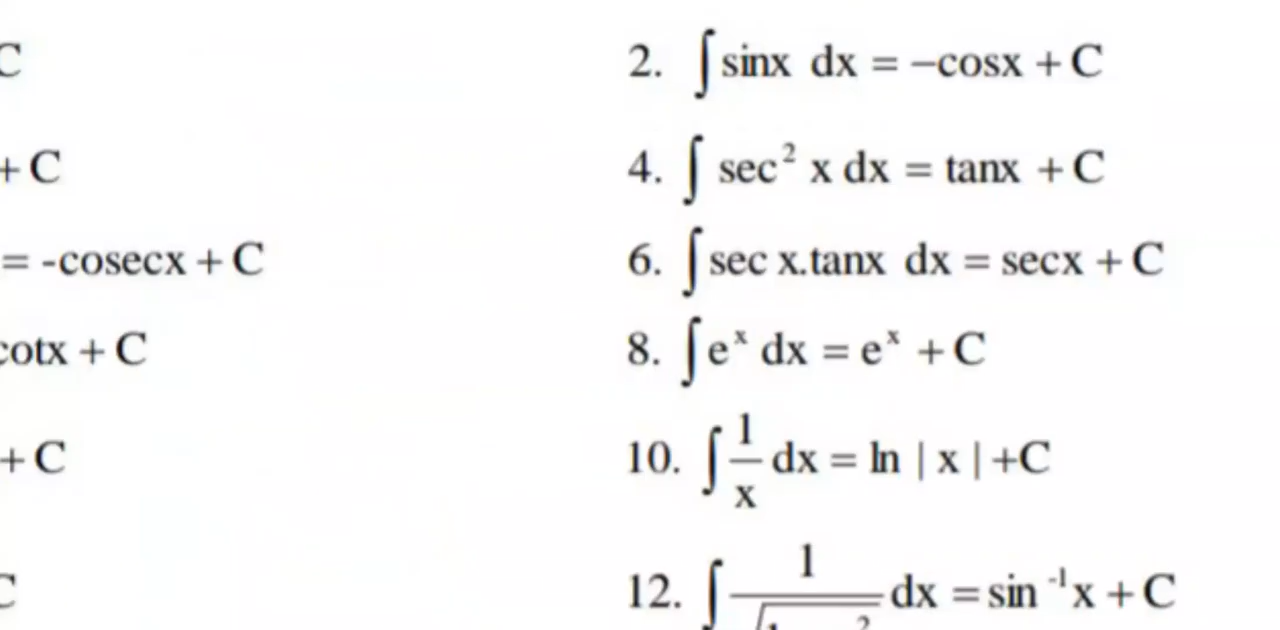 C
2. ∫ sinx dx = –cosx + C
+ C
4. ∫ sec² x dx = tanx + C
= -cosecx + C
6. ∫ sec x.tanx dx = secx + C
cotx + C
8. ∫ eˣ dx = eˣ + C
+ C
10. ∫ 1/x dx = ln | x | +C
C
12. ∫ 1/√ ² dx = sin ⁻¹x + C